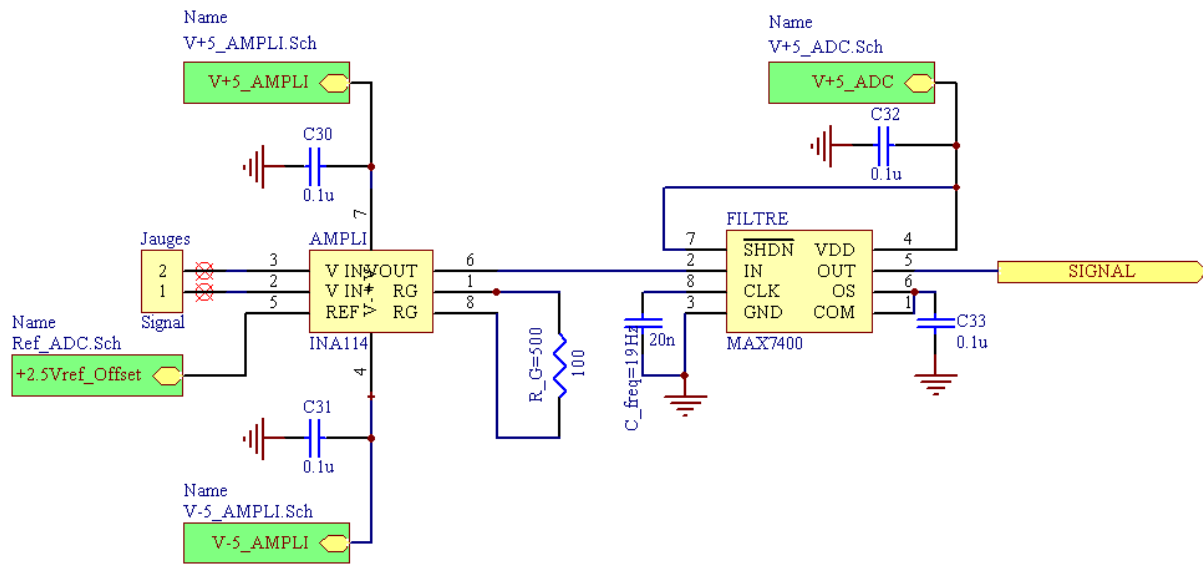 Name
V+5_AMPLI.Sch
V+5_AMPLI
Name
V+5_ADC.Sch
V+5_ADC
C30
0.1u
C32
0.1u
7
Jauges
2
1
Signal
AMPLI
3
2
5
V IN-
V IN+
REF
V+
V-
VOUT
RG
RG
6
1
8
INA114
4
Name
Ref_ADC.Sch
+2.5Vref_Offset
R_G=500
100
FILTRE
7
2
8
3
SHDN
IN
CLK
GND
VDD
OUT
OS
COM
4
5
6
1
MAX7400
C_freq=19Hz
20n
C33
0.1u
SIGNAL
C31
0.1u
Name
V-5_AMPLI.Sch
V-5_AMPLI